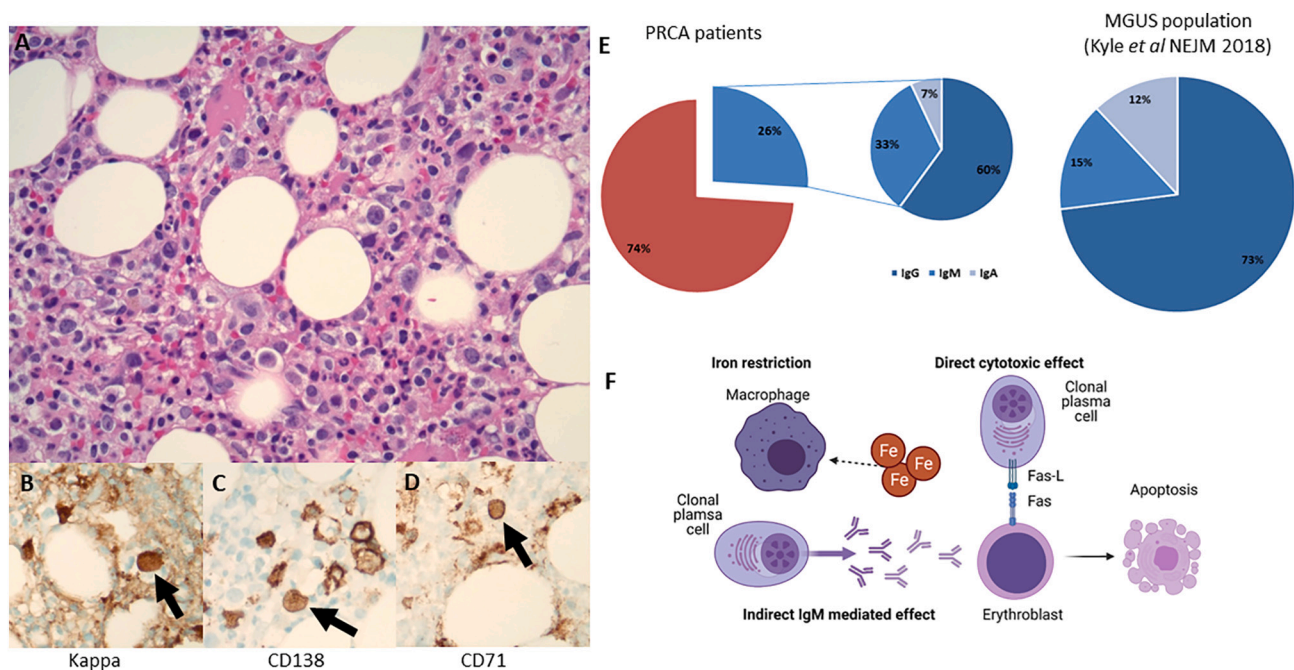 A
B
C
D
Kappa
CD138
CD71
E
PRCA patients
MGUS population
(Kyle et al NEJM 2018)
26%
74%
7%
33%
60%
12%
15%
73%
IgG IgM IgA
F
Iron restriction
Macrophage
Fe
Fe
Fe
Clonal
plamsa
cell
Indirect IgM mediated effect
Direct cytotoxic effect
Clonal
plasma
cell
Fas-L
Fas
Apoptosis
Erythroblast